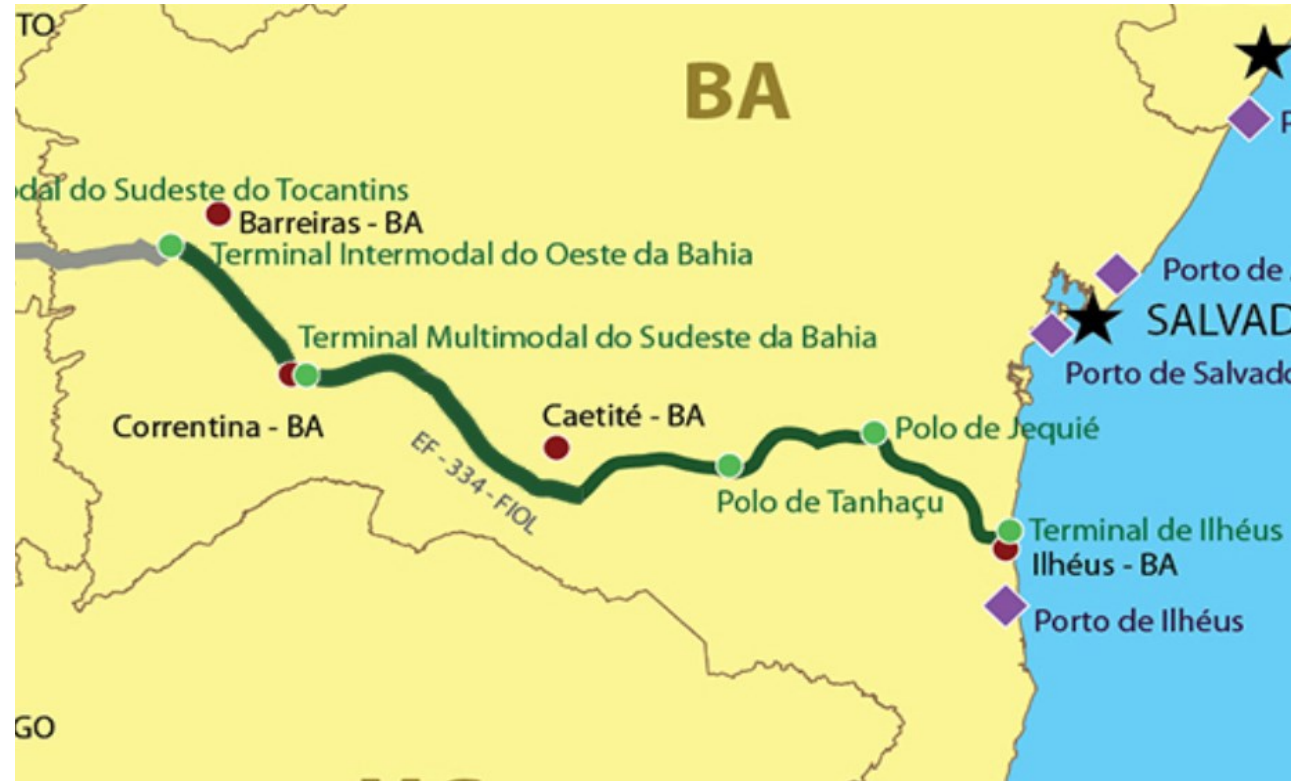 TO
BA
odal do Sudeste do Tocantins
Barreiras - BA
Terminal Intermodal do Oeste da Bahia
Porto de
SALVAD
Terminal Multimodal do Sudeste da Bahia
Porto de Salvado
Correntina - BA
Caetité - BA
EF - 334 - FIOL
Polo de Jequié
Polo de Tanhaçu
Terminal de Ilhéus
Ilhéus - BA
Porto de Ilhéus
GO